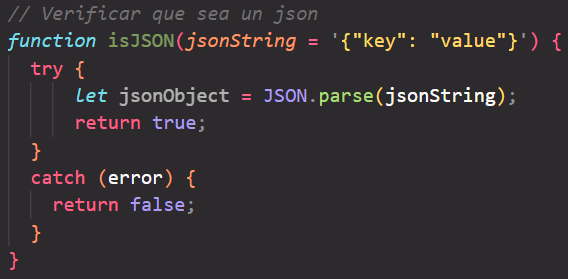 // Verificar que sea un json
function isJSON(jsonString = '{"key": "value"}') {
  try {
      let jsonObject = JSON.parse(jsonString);
      return true;
  }
  catch (error) {
    return false;
  }
}